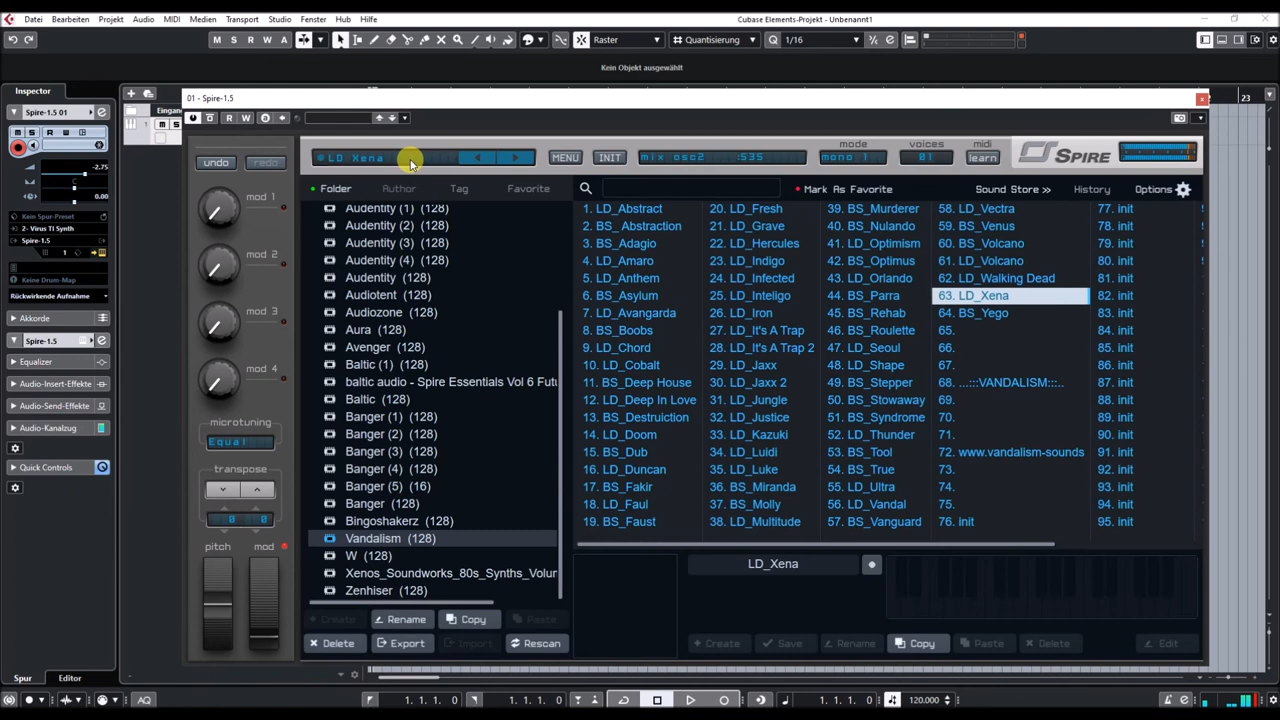 Datei Bearbeiten Projekt Audio MIDI Medien Transport Studio Fenster Hub Hilfe
Cubase Elements-Projekt - Unbenannt1
M S R W A
Raster
Quantisierung
Q 1/16
Kein Objekt ausgewählt
Inspector
Spire-1.5 01
-2.75
0.00
Kein Spur-Preset
2- Virus TI Synth
Spire-1.5
1
Keine Drum-Map
Rückwirkende Aufnahme
Akkorde
Spire-1.5
Equalizer
Audio-Insert-Effekte
Audio-Send-Effekte
Audio-Kanalzug
Quick Controls
Spur Editor
01 - Spire-1.5
23
undo redo
mod 1
mod 2
mod 3
mod 4
microtuning
Equal
transpose
0 0
pitch mod
LD Xena
MENU INIT
mix osc2 :535
mode
mono 1
voices
01
midi
learn
SPIRE
Folder Author Tag Favorite
Mark As Favorite
Sound Store >>
History
Options
Audentity (1) (128)
Audentity (2) (128)
Audentity (3) (128)
Audentity (4) (128)
Audentity (128)
Audiotent (128)
Audiozone (128)
Aura (128)
Avenger (128)
Baltic (1) (128)
baltic audio - Spire Essentials Vol 6 Futu
Baltic (128)
Banger (1) (128)
Banger (2) (128)
Banger (3) (128)
Banger (4) (128)
Banger (5) (16)
Banger (128)
Bingoshakerz (128)
Vandalism (128)
W (128)
Xenos_Soundworks_80s_Synths_Volur
Zenhiser (128)
Create Rename Copy Paste
Delete Export Import Rescan
1. LD_Abstract
2. BS_Abstraction
3. BS_Adagio
4. LD_Amaro
5. LD_Anthem
6. BS_Asylum
7. LD_Avangarda
8. BS_Boobs
9. LD_Chord
10. LD_Cobalt
11. BS_Deep House
12. LD_Deep In Love
13. BS_Destruiction
14. LD_Doom
15. BS_Dub
16. LD_Duncan
17. BS_Fakir
18. LD_Faul
19. BS_Faust
20. LD_Fresh
21. LD_Grave
22. LD_Hercules
23. LD_Indigo
24. LD_Infected
25. LD_Inteligo
26. LD_Iron
27. LD_It's A Trap
28. LD_It's A Trap 2
29. LD_Jaxx
30. LD_Jaxx 2
31. LD_Jungle
32. LD_Justice
33. LD_Kazuki
34. LD_Luidi
35. LD_Luke
36. BS_Miranda
37. BS_Molly
38. LD_Multitude
39. BS_Murderer
40. BS_Nulando
41. LD_Optimism
42. BS_Optimus
43. LD_Orlando
44. BS_Parra
45. BS_Rehab
46. BS_Roulette
47. LD_Seoul
48. LD_Shape
49. BS_Stepper
50. BS_Stowaway
51. BS_Syndrome
52. LD_Thunder
53. BS_Tool
54. BS_True
55. LD_Ultra
56. LD_Vandal
57. BS_Vanguard
58. LD_Vectra
59. BS_Venus
60. BS_Volcano
61. LD_Volcano
62. LD_Walking Dead
63. LD_Xena
64. BS_Yego
65.
66.
67.
68. ...:::VANDALISM:::..
69.
70.
71.
72. www.vandalism-sounds
73.
74.
75.
76. init
77. init
78. init
79. init
80. init
81. init
82. init
83. init
84. init
85. init
86. init
87. init
88. init
89. init
90. init
91. init
92. init
93. init
94. init
95. init
LD_Xena
Create Save Rename Copy Paste Delete Edit
AQ
1. 1. 1. 0
1. 1. 1. 0
1. 1. 1. 0
120.000